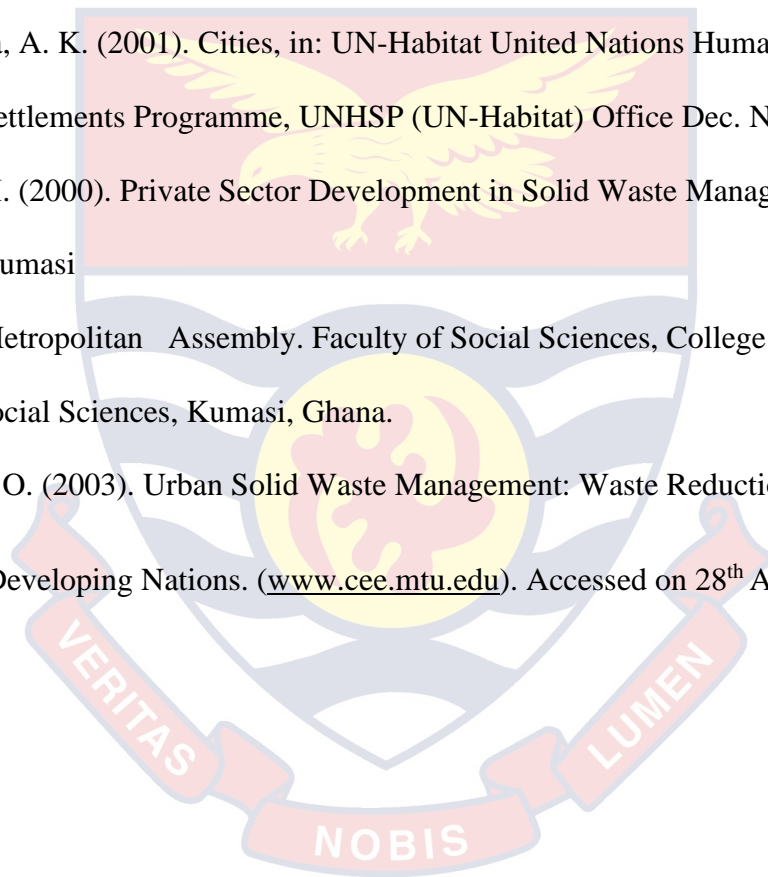 , A. K. (2001). Cities, in: UN-Habitat United Nations Huma
ettlements Programme, UNHSP (UN-Habitat) Office Dec. N
. (2000). Private Sector Development in Solid Waste Manag
umasi
etropolitan Assembly. Faculty of Social Sciences, College
ocial Sciences, Kumasi, Ghana.
O. (2003). Urban Solid Waste Management: Waste Reducti
Developing Nations. (www.cee.mtu.edu). Accessed on 28th A
VERITAS
NOBIS
LUMEN